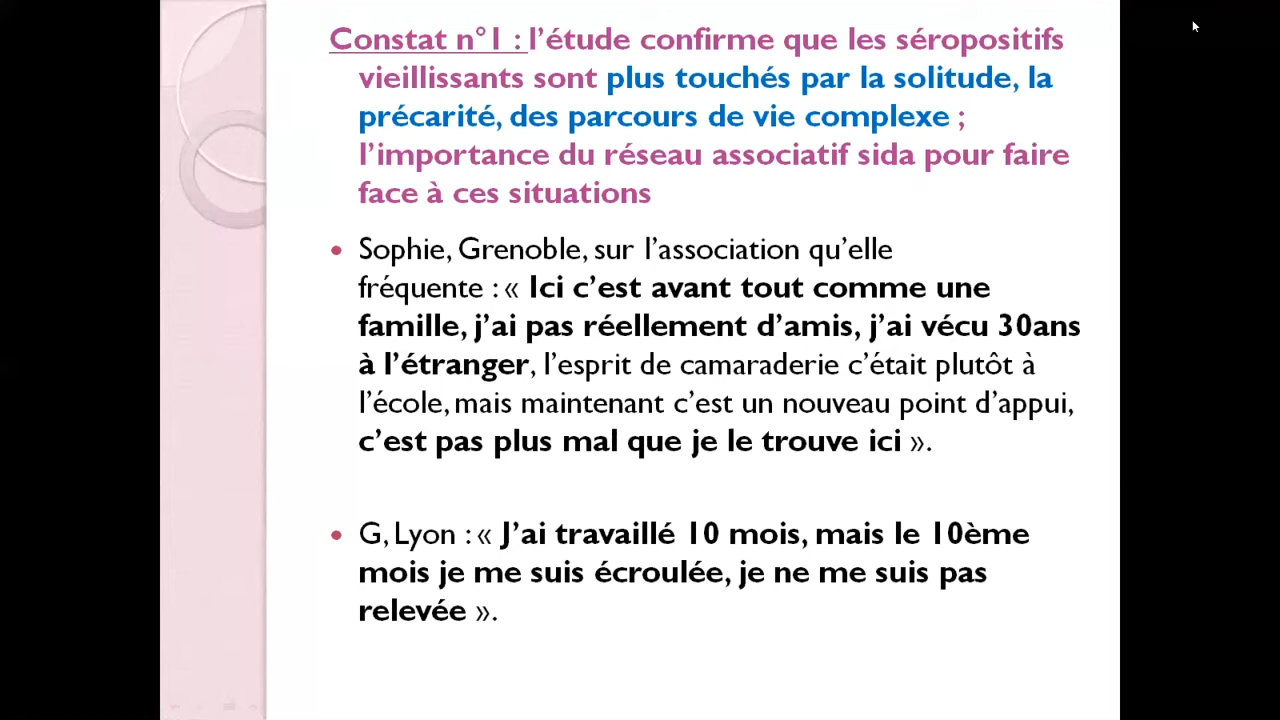 Constat n°1 : l’étude confirme que les séropositifs
vieillissants sont plus touchés par la solitude, la
précarité, des parcours de vie complexe ;
l’importance du réseau associatif sida pour faire
face à ces situations
• Sophie, Grenoble, sur l’association qu’elle
fréquente : « Ici c’est avant tout comme une
famille, j’ai pas réellement d’amis, j’ai vécu 30ans
à l’étranger, l’esprit de camaraderie c’était plutôt à
l’école, mais maintenant c’est un nouveau point d’appui,
c’est pas plus mal que je le trouve ici ».
• G, Lyon : « J’ai travaillé 10 mois, mais le 10ème
mois je me suis écroulée, je ne me suis pas
relevée ».